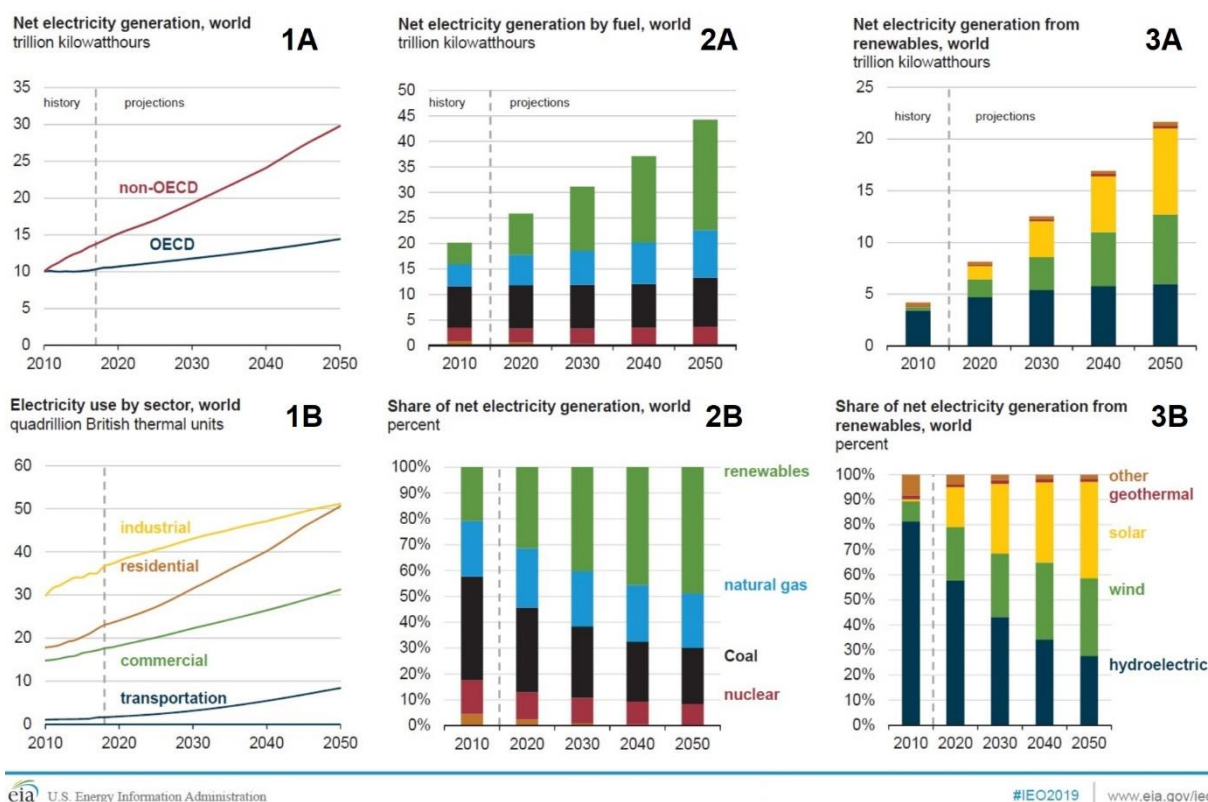 Net electricity generation, world
trillion kilowatthours
1A
35
30
25
20
15
10
5
0
history
projections
non-OECD
OECD
2010 2020 2030 2040 2050
Net electricity generation by fuel, world
trillion kilowatthours
2A
50
45
40
35
30
25
20
15
10
5
0
history
projections
2010 2020 2030 2040 2050
Net electricity generation from
renewables, world
trillion kilowatthours
3A
25
20
15
10
5
0
history
projections
2010 2020 2030 2040 2050
Electricity use by sector, world
quadrillion British thermal units
1B
60
50
40
30
20
10
0
industrial
residential
commercial
transportation
2010 2020 2030 2040 2050
Share of net electricity generation, world
percent
2B
100%
90%
80%
70%
60%
50%
40%
30%
20%
10%
0%
renewables
natural gas
Coal
nuclear
2010 2020 2030 2040 2050
Share of net electricity generation from
renewables, world
percent
3B
100%
90%
80%
70%
60%
50%
40%
30%
20%
10%
0%
other
geothermal
solar
wind
hydroelectric
2010 2020 2030 2040 2050
eia U.S. Energy Information Administration
#IEO2019 www.eia.gov/ieo